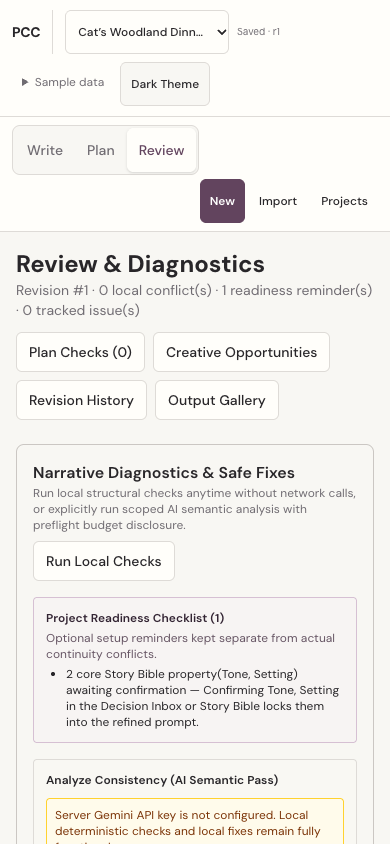 PCC
Cat's Woodland Dinn...
Saved · r1
▶ Sample data
Dark Theme
Write
Plan
Review
New
Import
Projects
Review & Diagnostics
Revision #1 · 0 local conflict(s) · 1 readiness reminder(s)
· 0 tracked issue(s)
Plan Checks (0)
Creative Opportunities
Revision History
Output Gallery
Narrative Diagnostics & Safe Fixes
Run local structural checks anytime without network calls,
or explicitly run scoped AI semantic analysis with
preflight budget disclosure.
Run Local Checks
Project Readiness Checklist (1)
Optional setup reminders kept separate from actual
continuity conflicts.
• 2 core Story Bible property(Tone, Setting)
awaiting confirmation — Confirming Tone, Setting
in the Decision Inbox or Story Bible locks them
into the refined prompt.
Analyze Consistency (AI Semantic Pass)
Server Gemini API key is not configured. Local
deterministic checks and local fixes remain fully